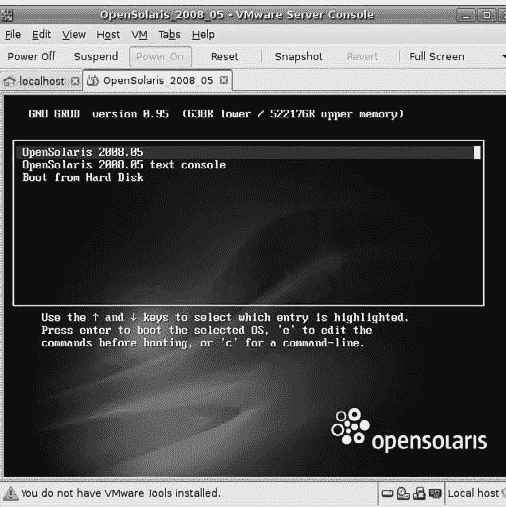 OpenSolaris_2008_05 - VMware Server Console
File Edit View Host VM Tabs Help
Power Off Suspend Power On Reset Snapshot Revert Full Screen
localhost OpenSolaris_2008_05
GNU GRUB version 0.95 (638K lower / 522176K upper memory)
OpenSolaris 2008.05
OpenSolaris 2008.05 text console
Boot from Hard Disk
Use the ↑ and ↓ keys to select which entry is highlighted.
Press enter to boot the selected OS, 'e' to edit the
commands before booting, or 'c' for a command-line.
opensolaris
You do not have VMware Tools installed.
Local host